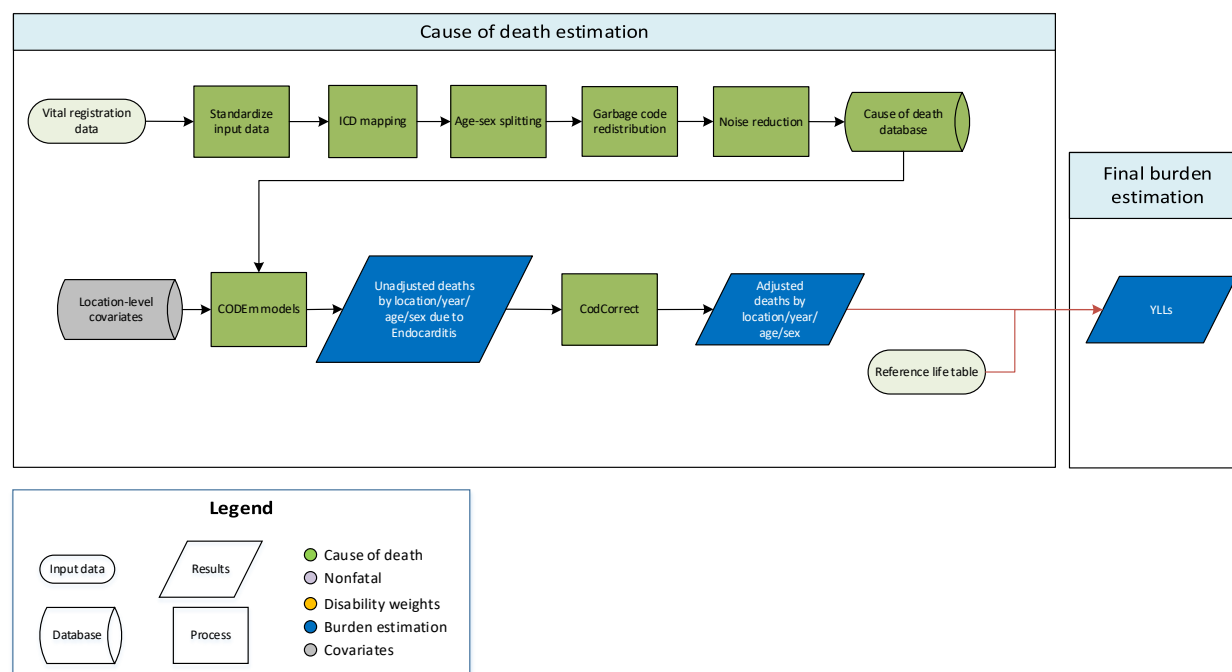 Cause of death estimation
Vital registration
data
Standardize
input data
ICD mapping
Age-sex splitting
Garbage code
redistribution
Noise reduction
Cause of death
database
Final burden
estimation
Location-level
covariates
CODEm models
Unadjusted deaths
by location/year/
age/sex due to
Endocarditis
CodCorrect
Adjusted
deaths by
location/year/
age/sex
YLLs
Reference life table
Legend
Input data
Results
Database
Process
Cause of death
Nonfatal
Disability weights
Burden estimation
Covariates